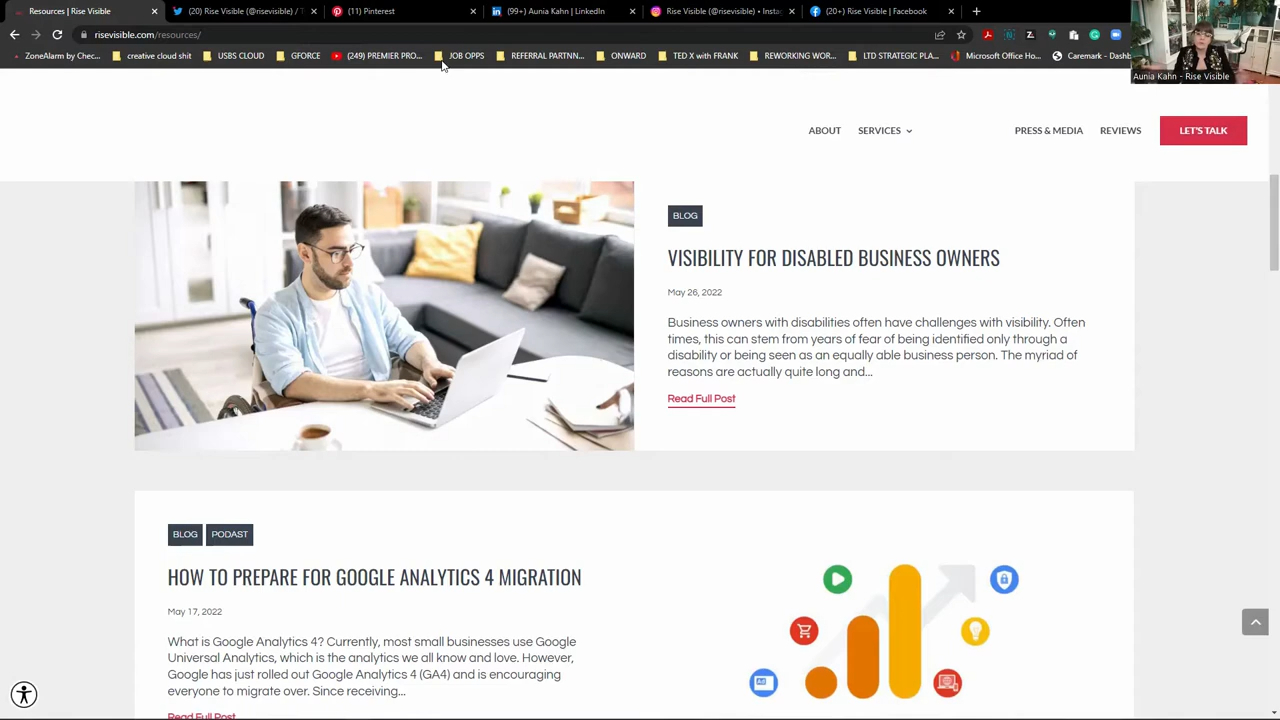 Resources | Rise Visible
(20) Rise Visible (@risevisible) / T
(11) Pinterest
(99+) Aunia Kahn | LinkedIn
Rise Visible (@risevisible) • Insta
(20+) Rise Visible | Facebook
risevisible.com/resources/
ZoneAlarm by Chec...
creative cloud shit
USBS CLOUD
GFORCE
(249) PREMIER PRO...
JOB OPPS
REFERRAL PARTNN...
ONWARD
TED X with FRANK
REWORKING WOR...
LTD STRATEGIC PLA...
Microsoft Office Ho...
Caremark - Dashb
Aunia Kahn - Rise Visible
ABOUT
SERVICES
PRESS & MEDIA
REVIEWS
LET'S TALK
BLOG
VISIBILITY FOR DISABLED BUSINESS OWNERS
May 26, 2022
Business owners with disabilities often have challenges with visibility. Often
times, this can stem from years of fear of being identified only through a
disability or being seen as an equally able business person. The myriad of
reasons are actually quite long and...
Read Full Post
BLOG
PODAST
HOW TO PREPARE FOR GOOGLE ANALYTICS 4 MIGRATION
May 17, 2022
What is Google Analytics 4? Currently, most small businesses use Google
Universal Analytics, which is the analytics we all know and love. However,
Google has just rolled out Google Analytics 4 (GA4) and is encouraging
everyone to migrate over. Since receiving...
Read Full Post